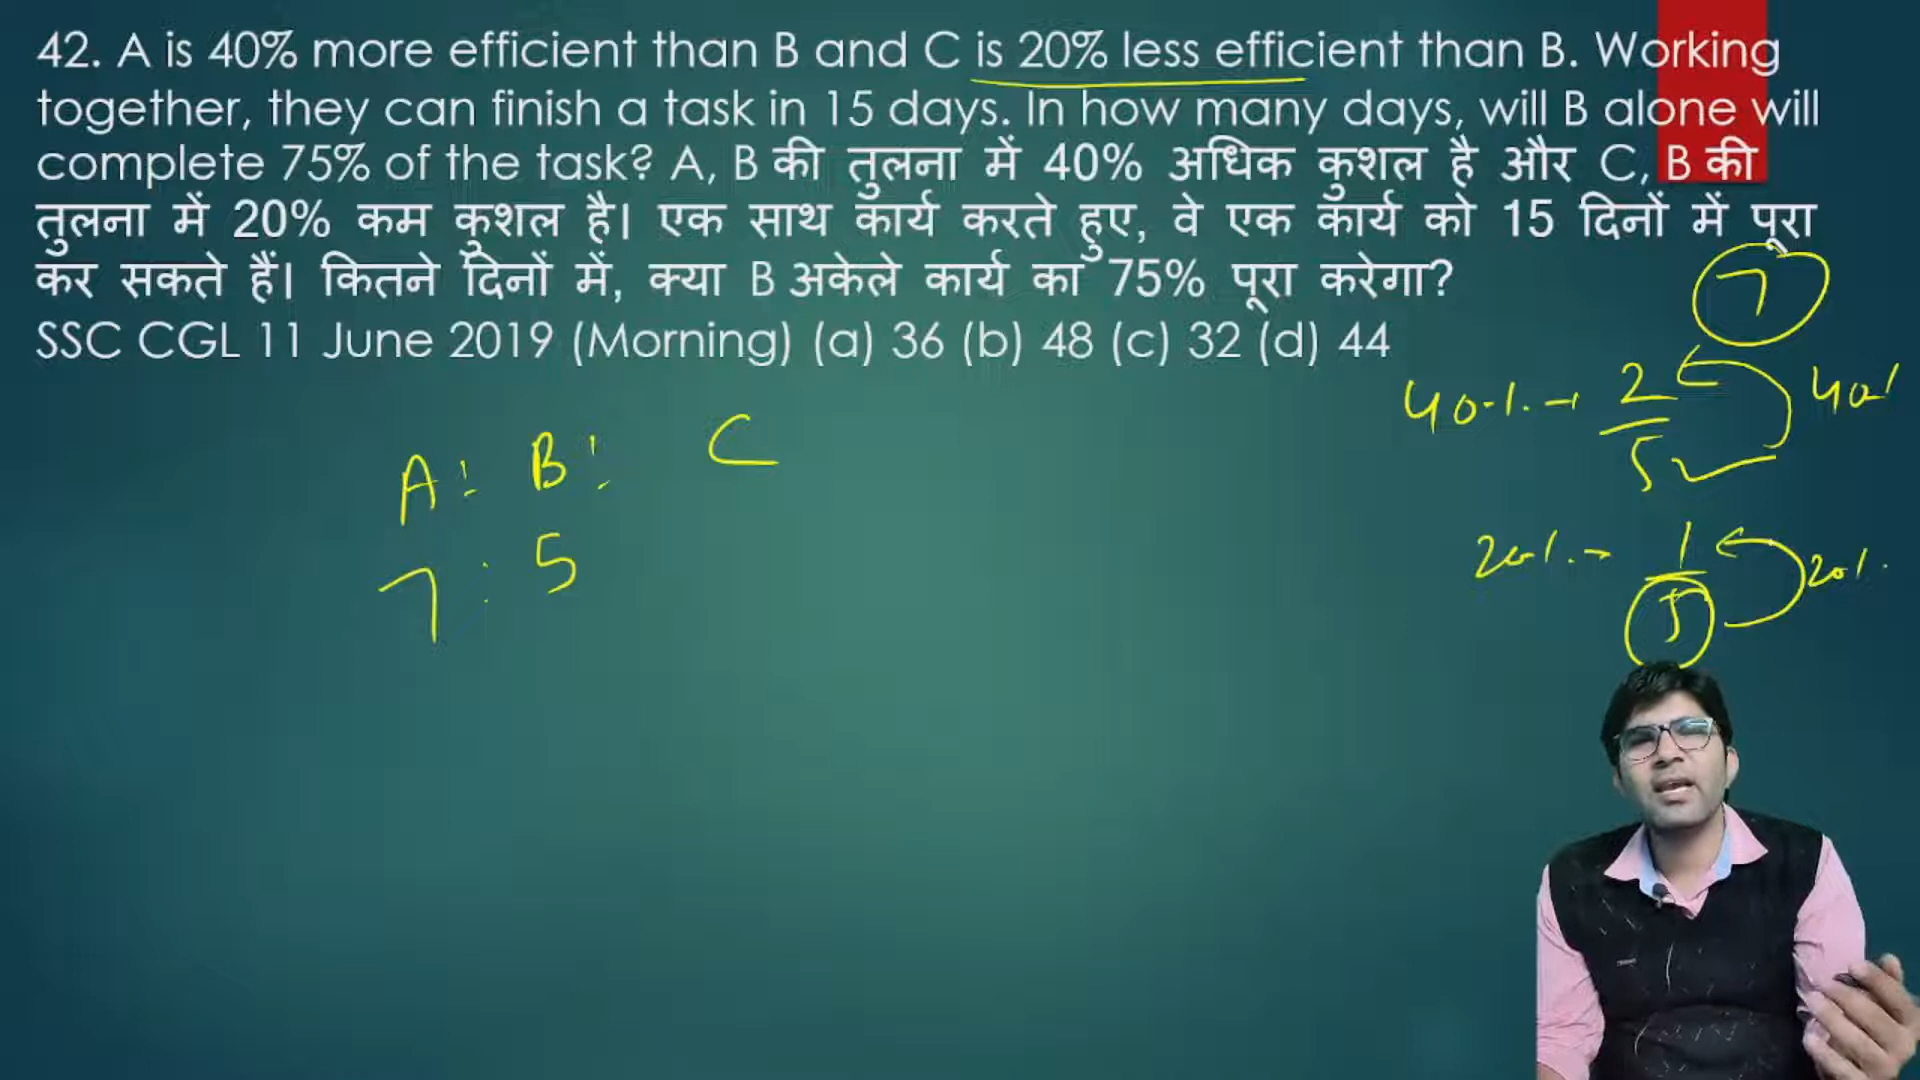 42. A is 40% more efficient than B and C is 20% less efficient than B. Working
together, they can finish a task in 15 days. In how many days, will B alone will
complete 75% of the task? A, B की तुलना में 40% अधिक कुशल है और C, B की
तुलना में 20% कम कुशल है। एक साथ कार्य करते हुए, वे एक कार्य को 15 दिनों में पूरा
कर सकते हैं। कितने दिनों में, क्या B अकेले कार्य का 75% पूरा करेगा?
SSC CGL 11 June 2019 (Morning) (a) 36 (b) 48 (c) 32 (d) 44
7
40% → 2/5 40%
A : B : C
7 : 5
20% → 1/5 20%.